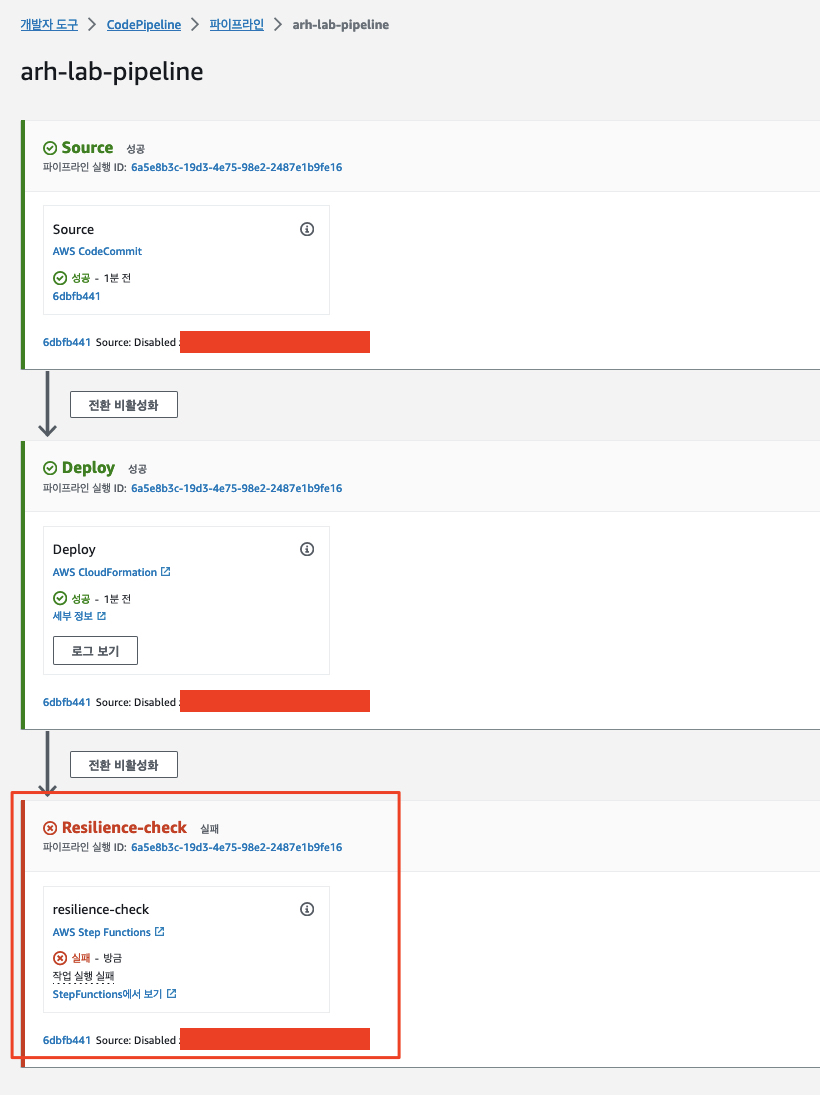 개발자 도구 > CodePipeline > 파이프라인 > arh-lab-pipeline
arh-lab-pipeline
Source 성공
파이프라인 실행 ID: 6a5e8b3c-19d3-4e75-98e2-2487e1b9fe16
Source
AWS CodeCommit
성공 - 1분 전
6dbfb441
6dbfb441 Source: Disabled
전환 비활성화
Deploy 성공
파이프라인 실행 ID: 6a5e8b3c-19d3-4e75-98e2-2487e1b9fe16
Deploy
AWS CloudFormation
성공 - 1분 전
세부 정보
로그 보기
6dbfb441 Source: Disabled
전환 비활성화
Resilience-check 실패
파이프라인 실행 ID: 6a5e8b3c-19d3-4e75-98e2-2487e1b9fe16
resilience-check
AWS Step Functions
실패 - 방금
작업 실행 실패
StepFunctions에서 보기
6dbfb441 Source: Disabled